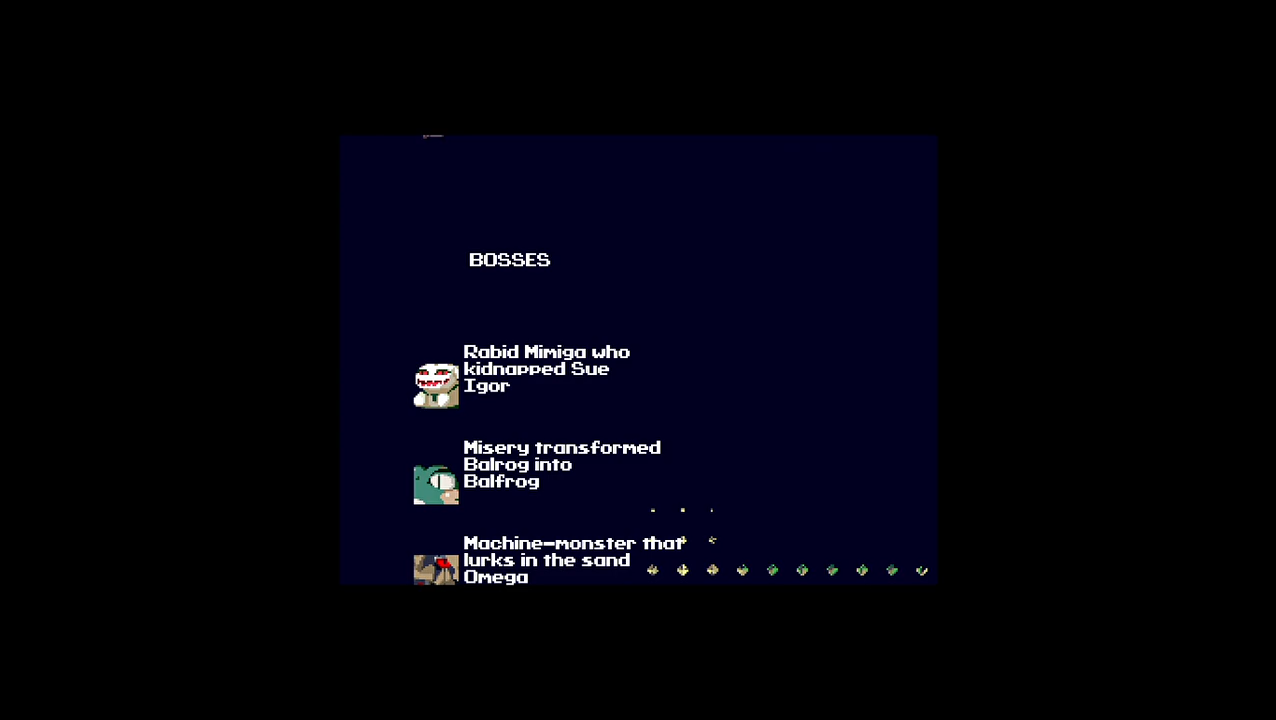 BOSSES
Rabid Mimiga who
kidnapped Sue
Igor
Misery transformed
Balrog into
Balfrog
Machine-monster that
lurks in the sand
Omega